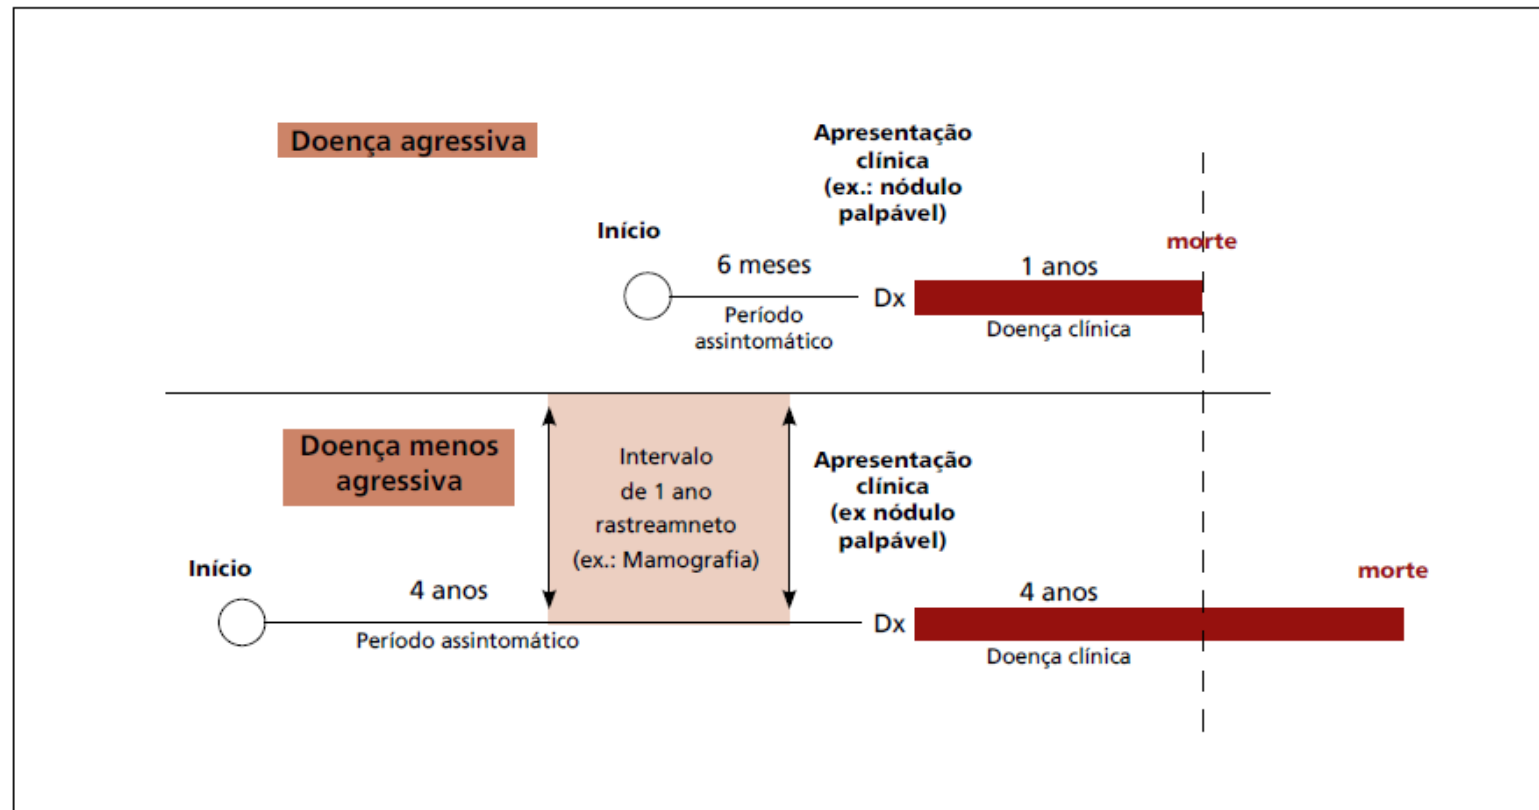 Doença agressiva
Apresentação
clínica
(ex.: nódulo
palpável)
Início
morte
6 meses
1 anos
Dx
Período
assintomático
Doença clínica
Doença menos
agressiva
Intervalo
de 1 ano
rastreamneto
(ex.: Mamografia)
Apresentação
clínica
(ex nódulo
palpável)
Início
morte
4 anos
4 anos
Dx
Período assintomático
Doença clínica